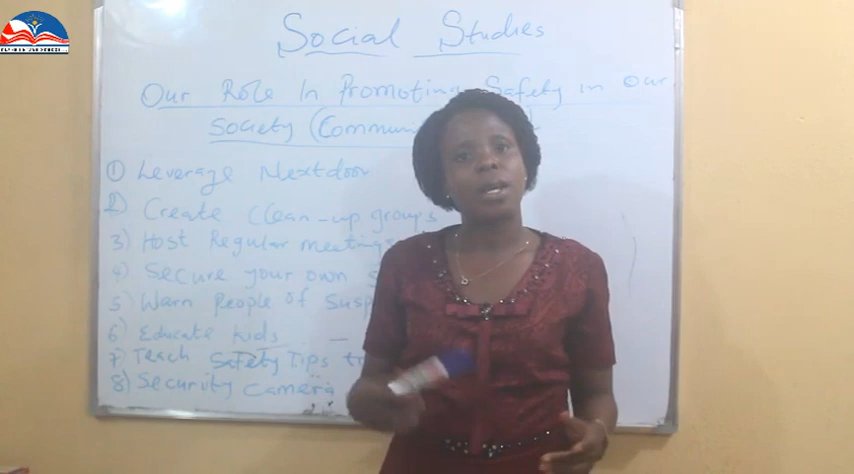 Social Studies
Our Role In Promoting Safety in Our
Society (Commun
① Leverage Nextdoor
2) Create clean-up groups
3) Host Regular meetings
4) Secure your own
5) Warn People of Susp
6) Educate kids —
7) Teach Safety Tips
8) Security Camera